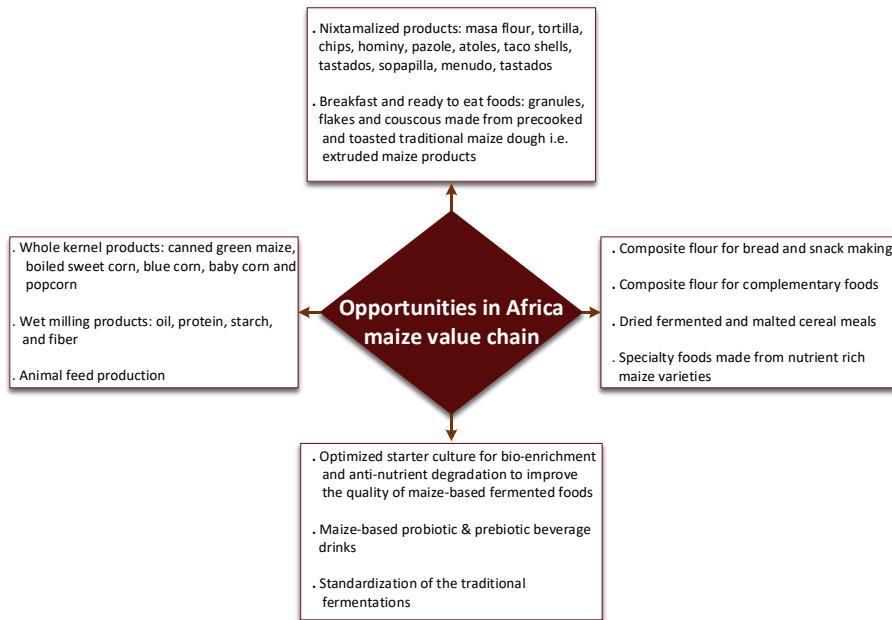 . Nixtamalized products: masa flour, tortilla,
chips, hominy, pazole, atoles, taco shells,
tastados, sopapilla, menudo, tastados
. Breakfast and ready to eat foods: granules,
flakes and couscous made from precooked
and toasted traditional maize dough i.e.
extruded maize products
. Whole kernel products: canned green maize,
boiled sweet corn, blue corn, baby corn and
popcorn
. Wet milling products: oil, protein, starch,
and fiber
. Animal feed production
Opportunities in Africa
maize value chain
. Composite flour for bread and snack making
. Composite flour for complementary foods
. Dried fermented and malted cereal meals
. Specialty foods made from nutrient rich
maize varieties
. Optimized starter culture for bio-enrichment
and anti-nutrient degradation to improve
the quality of maize-based fermented foods
. Maize-based probiotic & prebiotic beverage
drinks
. Standardization of the traditional
fermentations